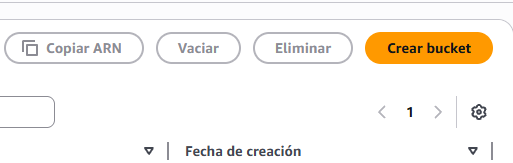 Copiar ARN Vaciar Eliminar Crear bucket
1
Fecha de creación